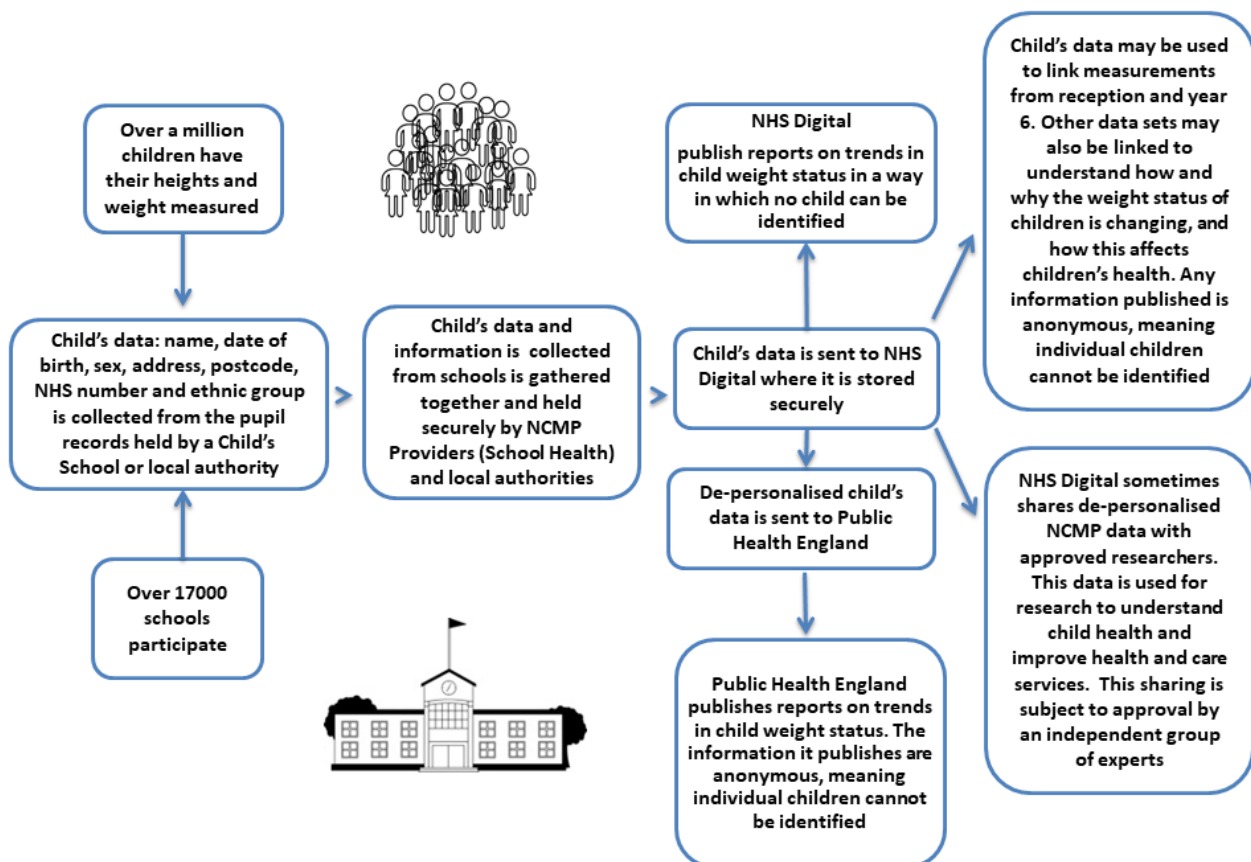 Over a million
children have
their heights and
weight measured
Child's data: name, date of
birth, sex, address, postcode,
NHS number and ethnic group
is collected from the pupil
records held by a Child's
School or local authority
Over 17000
schools
participate
Child's data and
information is collected
from schools is gathered
together and held
securely by NCMP
Providers (School Health)
and local authorities
NHS Digital
publish reports on trends in
child weight status in a way
in which no child can be
identified
Child's data is sent to NHS
Digital where it is stored
securely
De-personalised child's
data is sent to Public
Health England
Public Health England
publishes reports on trends
in child weight status. The
information it publishes are
anonymous, meaning
individual children cannot
be identified
Child's data may be used
to link measurements
from reception and year
6. Other data sets may
also be linked to
understand how and
why the weight status of
children is changing, and
how this affects
children's health. Any
information published is
anonymous, meaning
individual children
cannot be identified
NHS Digital sometimes
shares de-personalised
NCMP data with
approved researchers.
This data is used for
research to understand
child health and
improve health and care
services. This sharing is
subject to approval by
an independent group
of experts